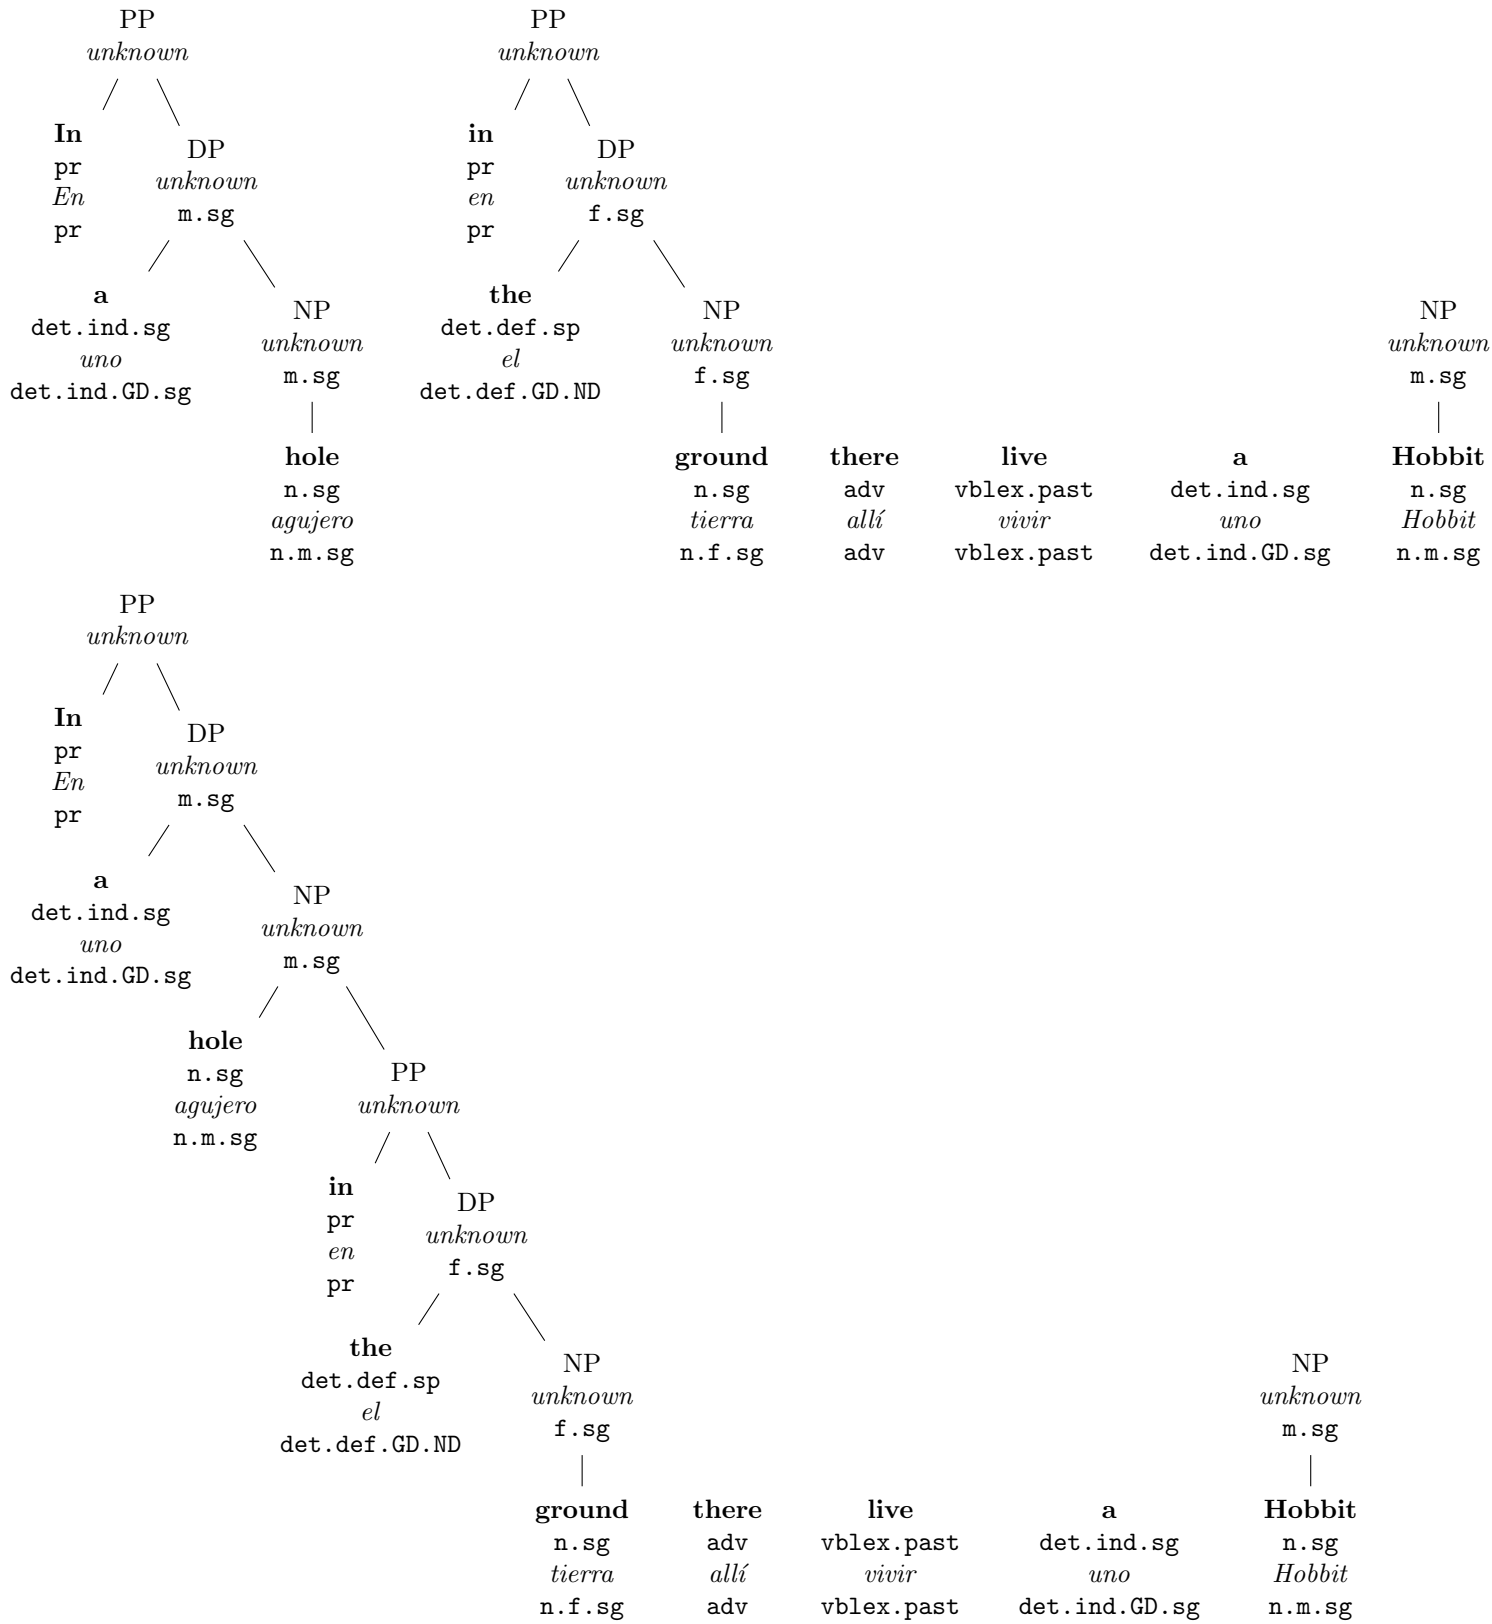 PP PP
unknown unknown
In in
pr DP pr DP
En unknown en unknown
pr m.sg pr f.sg
a the
det.ind.sg NP det.def.sp NP NP
uno unknown el unknown unknown
det.ind.GD.sg m.sg det.def.GD.ND f.sg m.sg
hole ground there live a Hobbit
n.sg n.sg adv vblex.past det.ind.sg n.sg
agujero tierra allí vivir uno Hobbit
n.m.sg n.f.sg adv vblex.past det.ind.GD.sg n.m.sg
PP
unknown
In
pr DP
En unknown
pr m.sg
a
det.ind.sg NP
uno unknown
det.ind.GD.sg m.sg
hole
n.sg PP
agujero unknown
n.m.sg
in
pr DP
en unknown
pr f.sg
the
det.def.sp NP NP
el unknown unknown
det.def.GD.ND f.sg m.sg
ground there live a Hobbit
n.sg adv vblex.past det.ind.sg n.sg
tierra allí vivir uno Hobbit
n.f.sg adv vblex.past det.ind.GD.sg n.m.sg